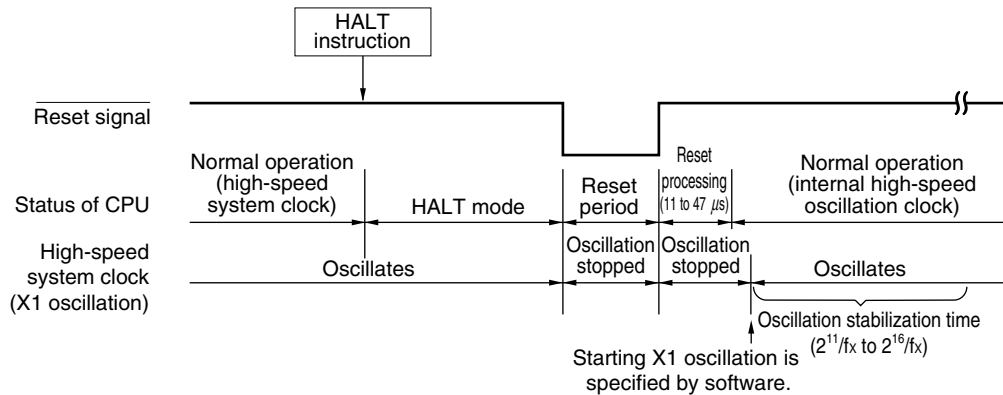 HALT
instruction
Reset signal
Normal operation
(high-speed
system clock)
Reset
processing
(11 to 47 μs)
Normal operation
(internal high-speed
oscillation clock)
Status of CPU
HALT mode
Reset
period
High-speed
system clock
(X1 oscillation)
Oscillates
Oscillation
stopped
Oscillation
stopped
Oscillates
Oscillation stabilization time
(2¹¹/fx to 2¹⁶/fx)
Starting X1 oscillation is
specified by software.